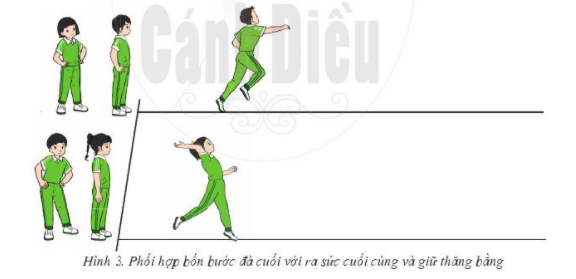 Cánh Diều
Hình 3. Phối hợp bốn bước đà cuối với ra sức cuối cùng và giữ thăng bằng